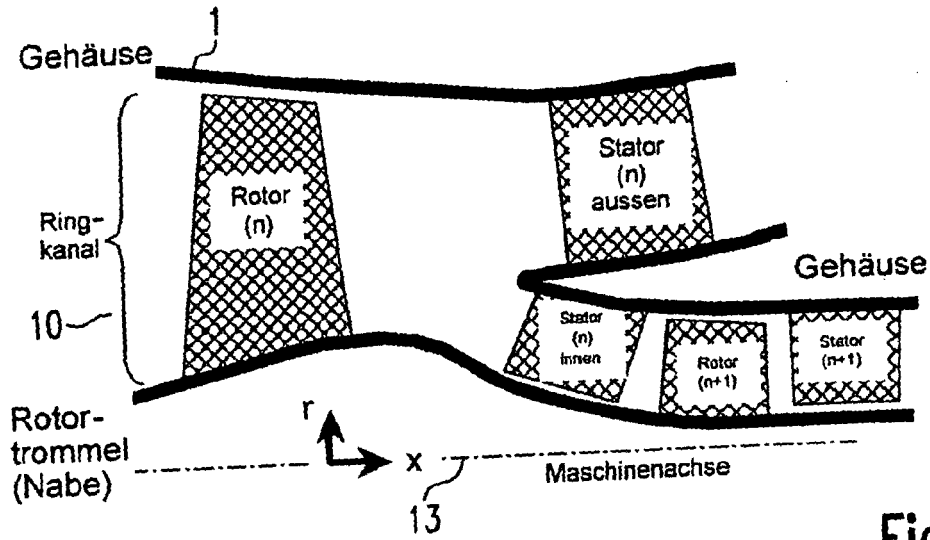 1
Gehäuse
Ring-
kanal
10
Rotor
(n)
Stator
(n)
aussen
Gehäuse
Stator
(n)
innen
Rotor
(n+1)
Stator
(n+1)
Rotor-
trommel
(Nabe)
r
x
13
Maschinenachse